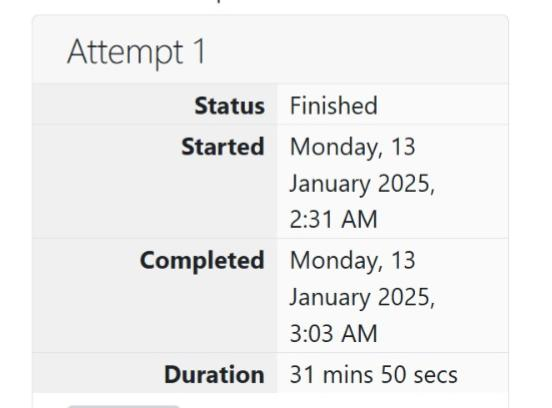 Attempt 1
Status Finished
Started Monday, 13
January 2025,
2:31 AM
Completed Monday, 13
January 2025,
3:03 AM
Duration 31 mins 50 secs